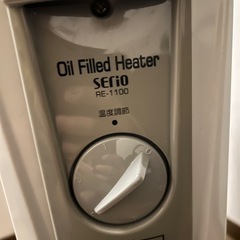 Oil Filled Heater
serio
RE-1100
温度調節